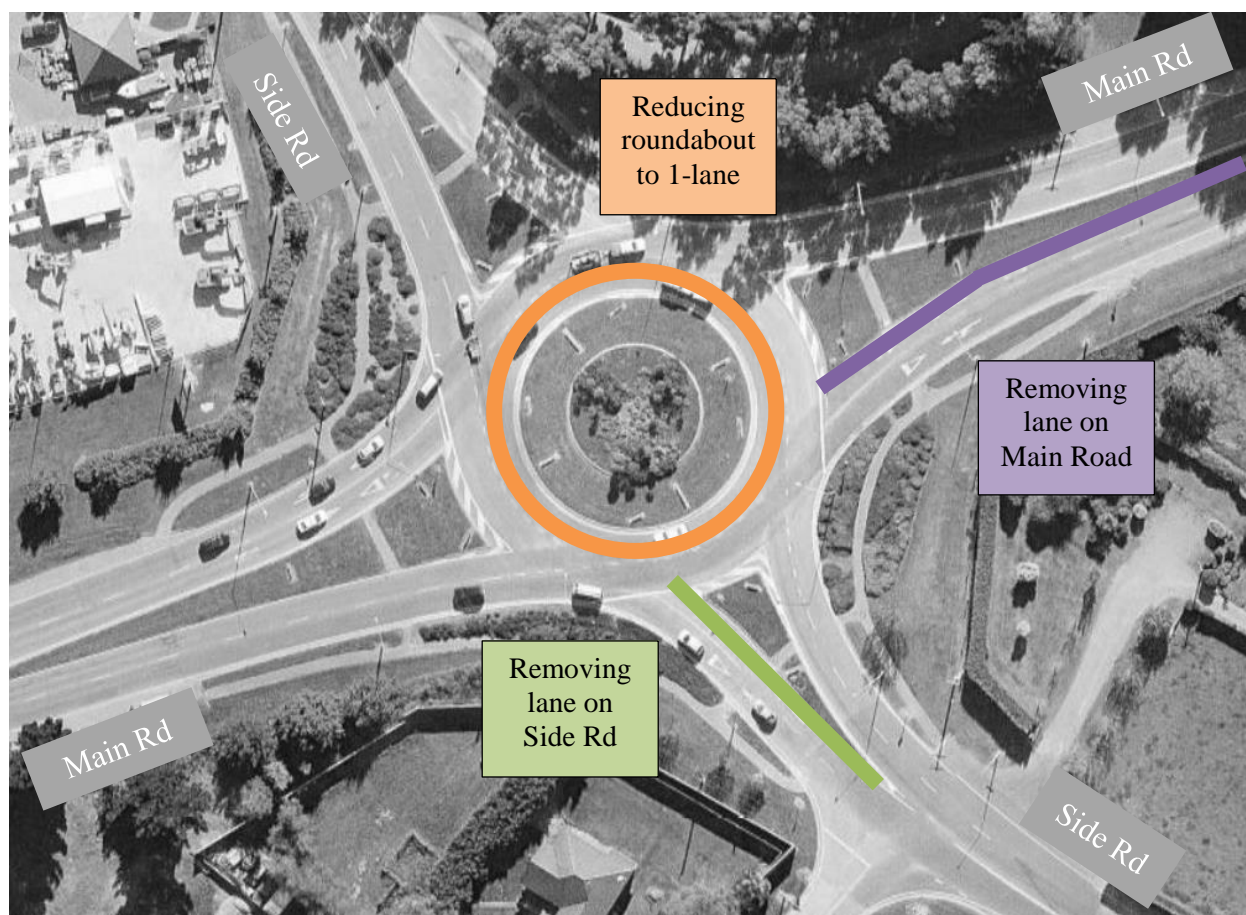 Side Rd
Reducing
roundabout
to 1-lane
Main Rd
Removing
lane on
Main Road
Removing
lane on
Side Rd
Main Rd
Side Rd